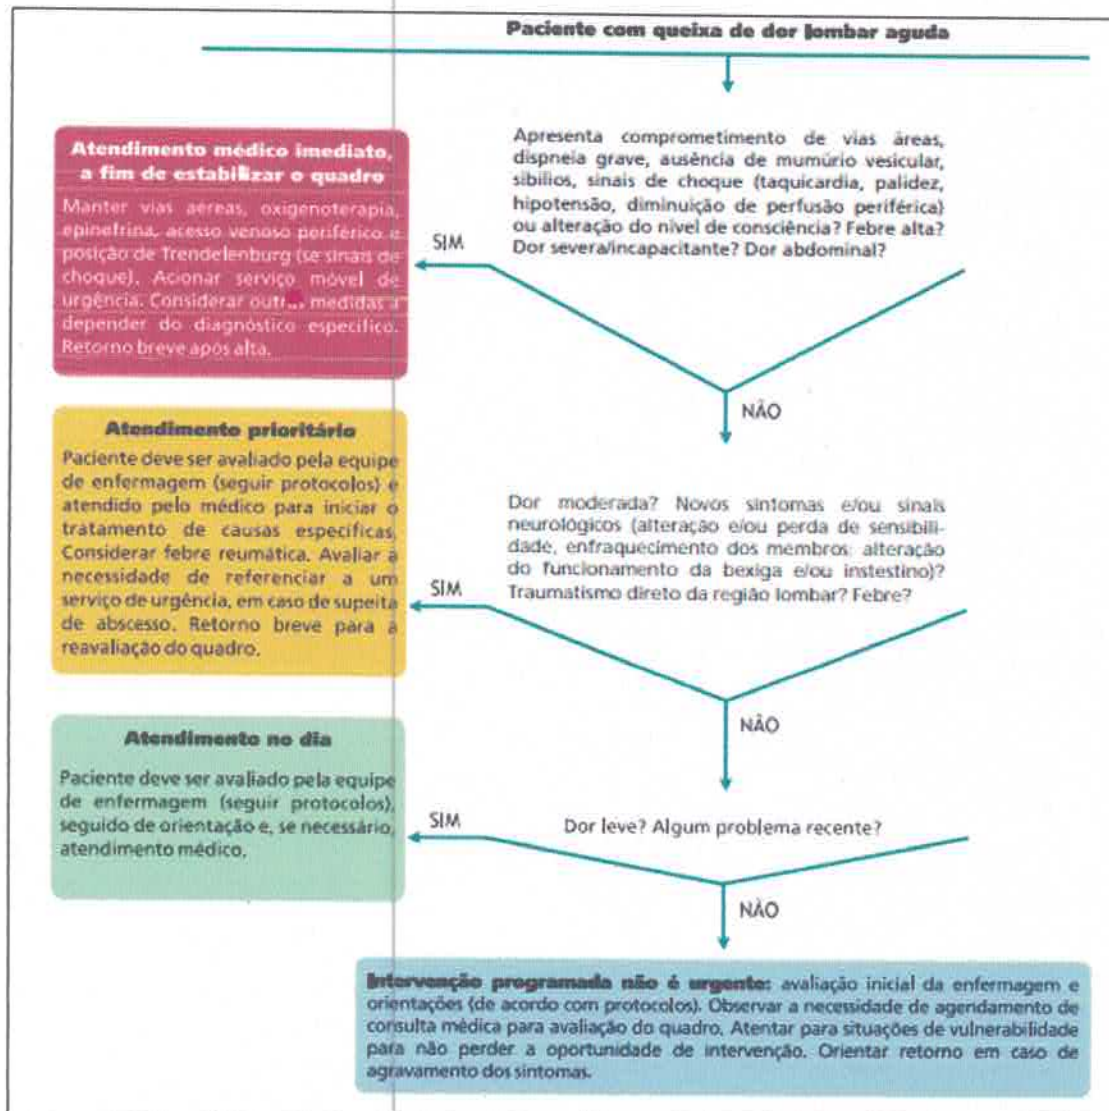 Paciente com queixa de dor lombar aguda
Apresenta comprometimento de vias áreas,
dispneia grave, ausência de mumúrio vesicular,
sibilios, sinais de choque (taquicardia, palidez,
hipotensão, diminuição de perfusão periférica)
ou alteração do nível de consciência? Febre alta?
Dor severa/incapacitante? Dor abdominal?
SIM
Atendimento médico imediato,
a fim de estabilizar o quadro
Manter vias aereas, oxigenoterapia,
epinefrina, acesso venoso periférico e
posição de Trendelenburg (se sinais de
choque). Acionar serviço móvel de
urgência. Considerar outras medidas a
depender do diagnóstico específico.
Retorno breve após alta.
NÃO
Dor moderada? Novos sintomas e/ou sinais
neurológicos (alteração e/ou perda de sensibili-
dade, enfraquecimento dos membros: alteração
do funcionamento da bexiga e/ou instestino)?
Traumatismo direto da região lombar? Febre?
SIM
Atendimento prioritário
Paciente deve ser avaliado pela equipe
de enfermagem (seguir protocolos) e
atendido pelo médico para iniciar o
tratamento de causas específicas.
Considerar febre reumática. Avaliar a
necessidade de referenciar a um
serviço de urgência, em caso de supeita
de abscesso. Retorno breve para a
reavaliação do quadro.
NÃO
Dor leve? Algum problema recente?
SIM
Atendimento no dia
Paciente deve ser avaliado pela equipe
de enfermagem (seguir protocolos),
seguido de orientação e, se necessário,
atendimento médico.
NÃO
Intervenção programada não é urgente: avaliação inicial da enfermagem e
orientações (de acordo com protocolos). Observar a necessidade de agendamento de
consulta médica para avaliação do quadro. Atentar para situações de vulnerabilidade
para não perder a oportunidade de intervenção. Orientar retorno em caso de
agravamento dos sintomas.